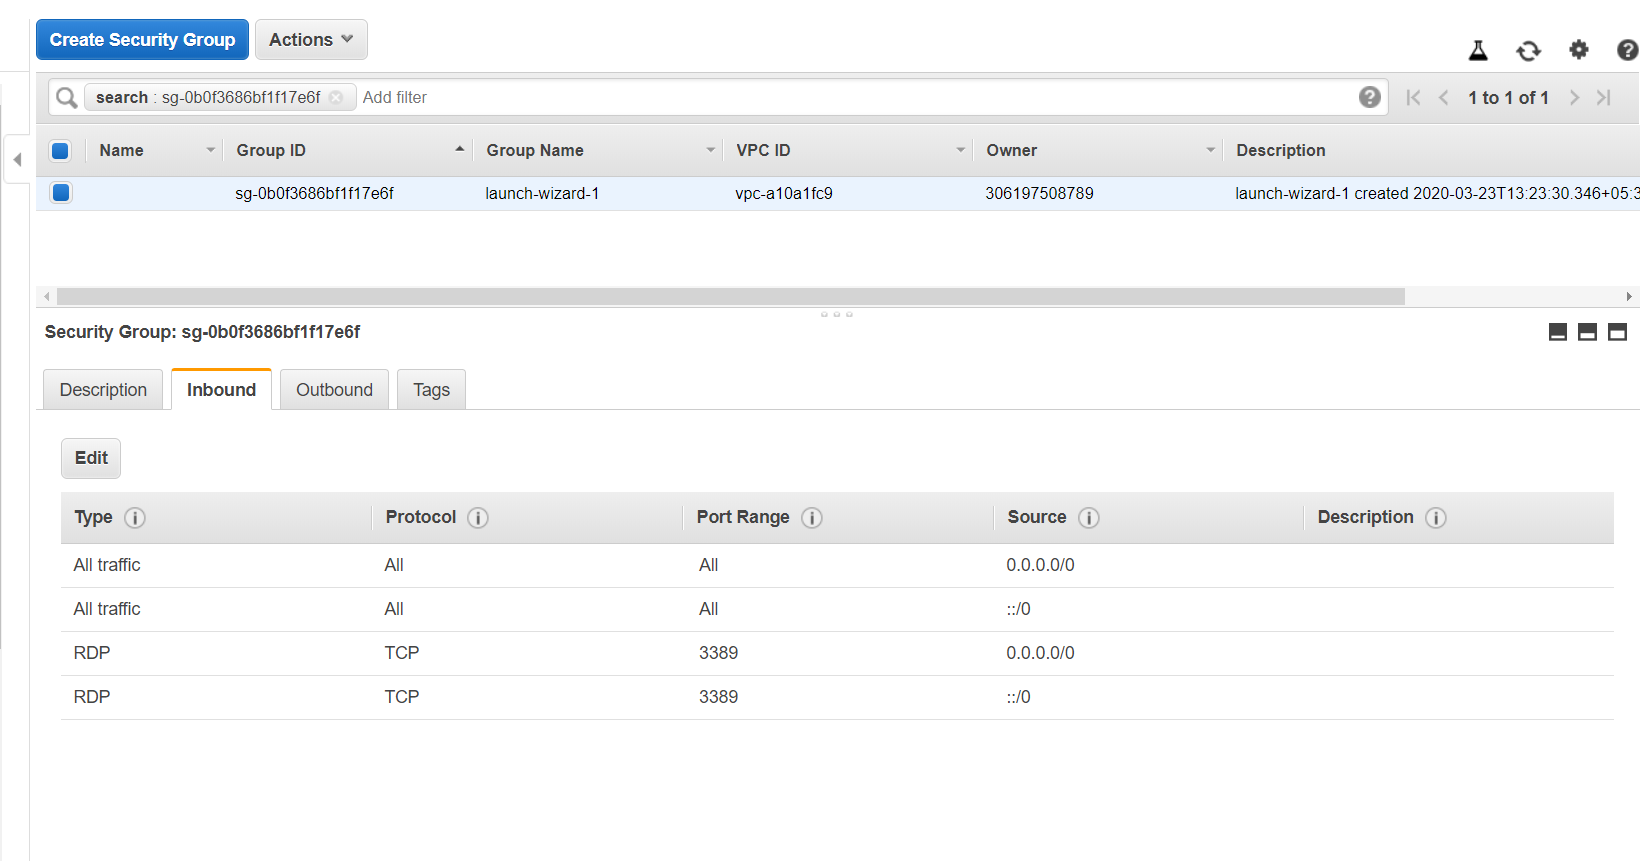 Create Security Group Actions
search : sg-0b0f3686bf1f17e6f Add filter 1 to 1 of 1
Name Group ID Group Name VPC ID Owner Description
sg-0b0f3686bf1f17e6f launch-wizard-1 vpc-a10a1fc9 306197508789 launch-wizard-1 created 2020-03-23T13:23:30.346+05:3
Security Group: sg-0b0f3686bf1f17e6f
Description Inbound Outbound Tags
Edit
Type Protocol Port Range Source Description
All traffic All All 0.0.0.0/0
All traffic All All ::/0
RDP TCP 3389 0.0.0.0/0
RDP TCP 3389 ::/0